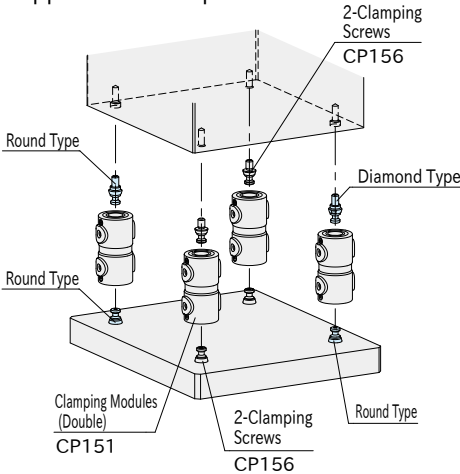 2-Clamping
Screws
CP156
Round Type
Diamond Type
Round Type
Clamping Modules
(Double)
CP151
2-Clamping
Screws
CP156
Round Type